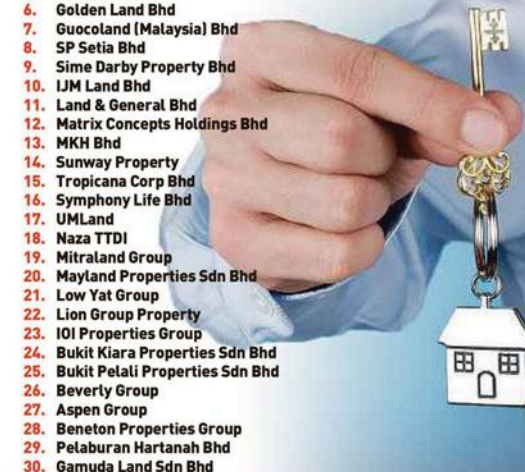 6. Golden Land Bhd
7. Guocoland (Malaysia) Bhd
8. SP Setia Bhd
9. Sime Darby Property Bhd
10. IJM Land Bhd
11. Land & General Bhd
12. Matrix Concepts Holdings Bhd
13. MKH Bhd
14. Sunway Property
15. Tropicana Corp Bhd
16. Symphony Life Bhd
17. UMLand
18. Naza TTDI
19. Mitraland Group
20. Mayland Properties Sdn Bhd
21. Low Yat Group
22. Lion Group Property
23. IOI Properties Group
24. Bukit Kiara Properties Sdn Bhd
25. Bukit Pelali Properties Sdn Bhd
26. Beverly Group
27. Aspen Group
28. Beneton Properties Group
29. Pelaburan Hartanah Bhd
30. Gamuda Land Sdn Bhd